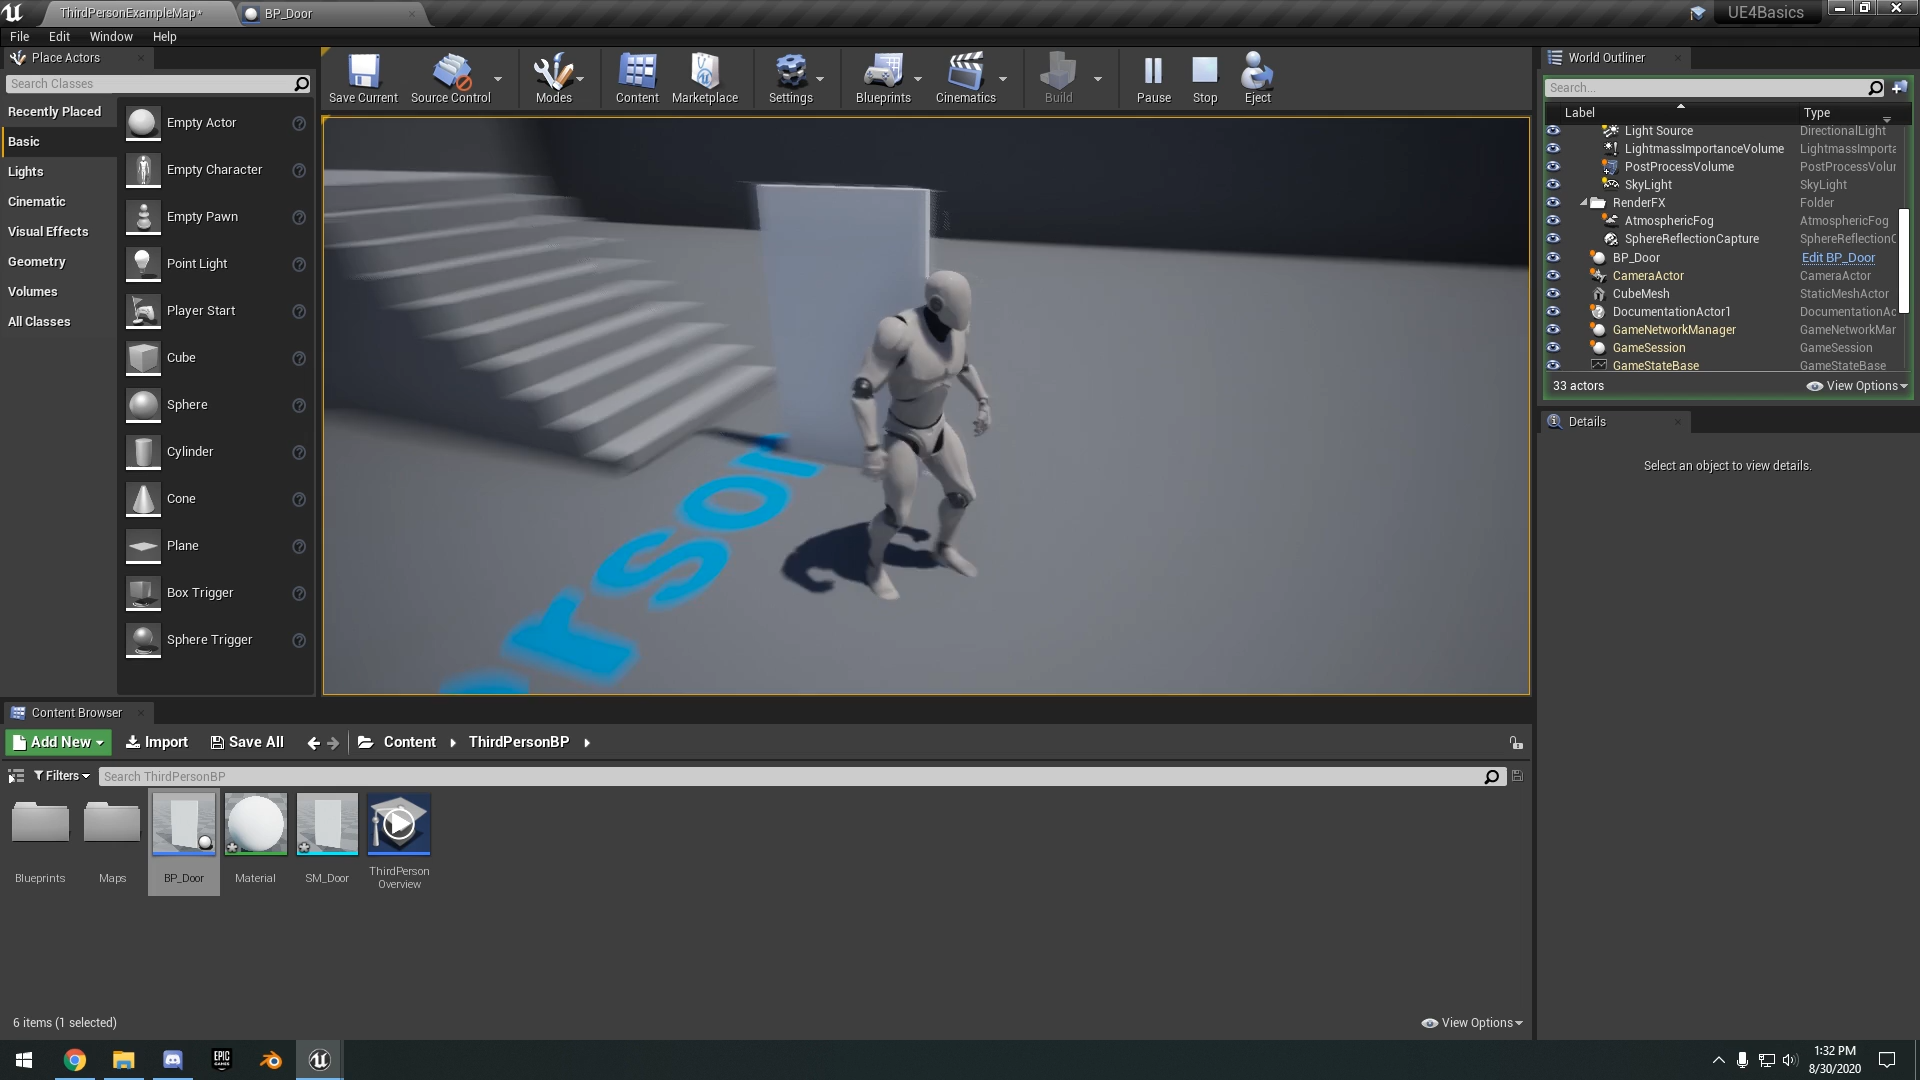 ThirdPersonExampleMap*
BP_Door
UE4Basics
File
Edit
Window
Help
Place Actors
Search Classes
Recently Placed
Basic
Lights
Cinematic
Visual Effects
Geometry
Volumes
All Classes
Empty Actor
Empty Character
Empty Pawn
Point Light
Player Start
Cube
Sphere
Cylinder
Cone
Plane
Box Trigger
Sphere Trigger
Save Current
Source Control
Modes
Content
Marketplace
Settings
Blueprints
Cinematics
Build
Pause
Stop
Eject
erson
World Outliner
Search...
Label
Type
Light Source
DirectionalLight
LightmassImportanceVolume
LightmassImporta
PostProcessVolume
PostProcessVolur
SkyLight
SkyLight
RenderFX
Folder
AtmosphericFog
AtmosphericFog
SphereReflectionCapture
SphereReflectionC
BP_Door
Edit BP_Door
CameraActor
CameraActor
CubeMesh
StaticMeshActor
DocumentationActor1
DocumentationAc
GameNetworkManager
GameNetworkMar
GameSession
GameSession
GameStateBase
GameStateBase
33 actors
View Options
Details
Select an object to view details.
Content Browser
Add New
Import
Save All
Content
ThirdPersonBP
Filters
Search ThirdPersonBP
Blueprints
Maps
BP_Door
Material
SM_Door
ThirdPerson
Overview
6 items (1 selected)
View Options
EPIC
GAMES
1:32 PM
8/30/2020